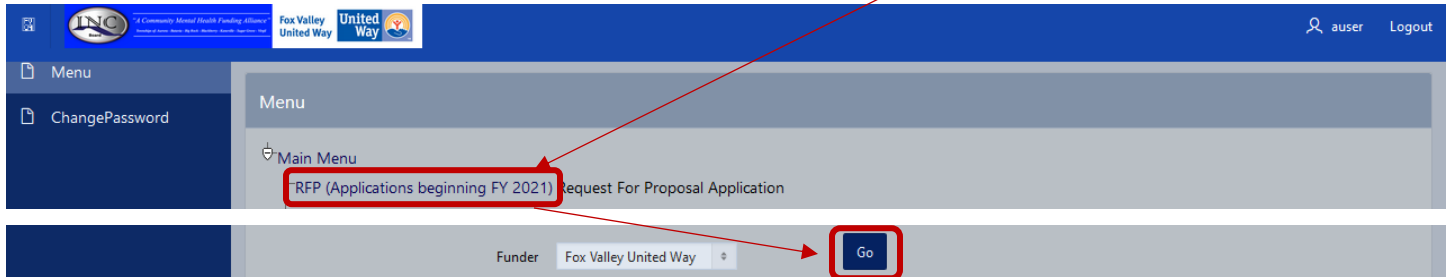 INC
"A Community Mental Health Funding Alliance"
Fox Valley
United Way
United
Way
auser Logout
Menu
ChangePassword
Menu
Main Menu
RFP (Applications beginning FY 2021) Request For Proposal Application
Funder Fox Valley United Way Go